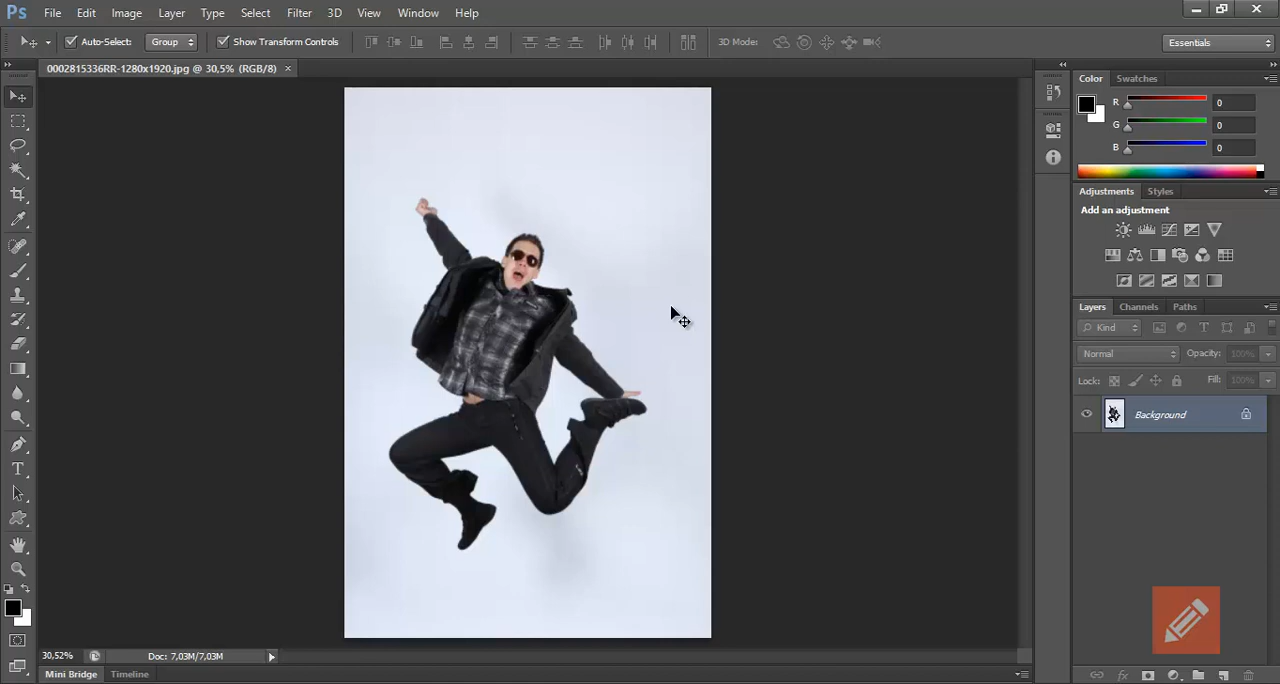 Ps File Edit Image Layer Type Select Filter 3D View Window Help
Auto-Select: Group Show Transform Controls 3D Mode: Essentials
0002815336RR-1280x1920.jpg @ 30,5% (RGB/8) ×
Color Swatches
R 0
G 0
B 0
Adjustments Styles
Add an adjustment
Layers Channels Paths
Kind
Normal Opacity: 100%
Lock: Fill: 100%
Background
30,52% Doc: 7,03M/7,03M
Mini Bridge Timeline